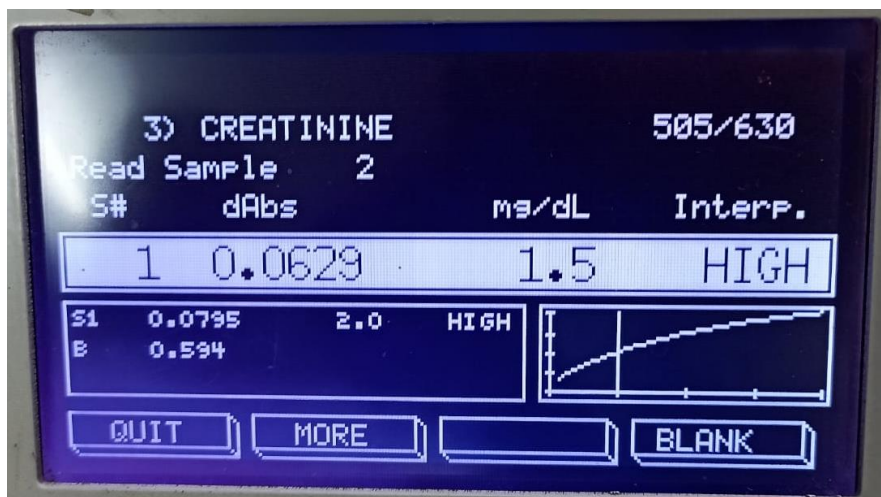 3) CREATININE 505/630
Read Sample 2
S# dAbs mg/dL Interp.
1 0.0629 1.5 HIGH
S1 0.0795 2.0 HIGH
B 0.594
QUIT MORE BLANK